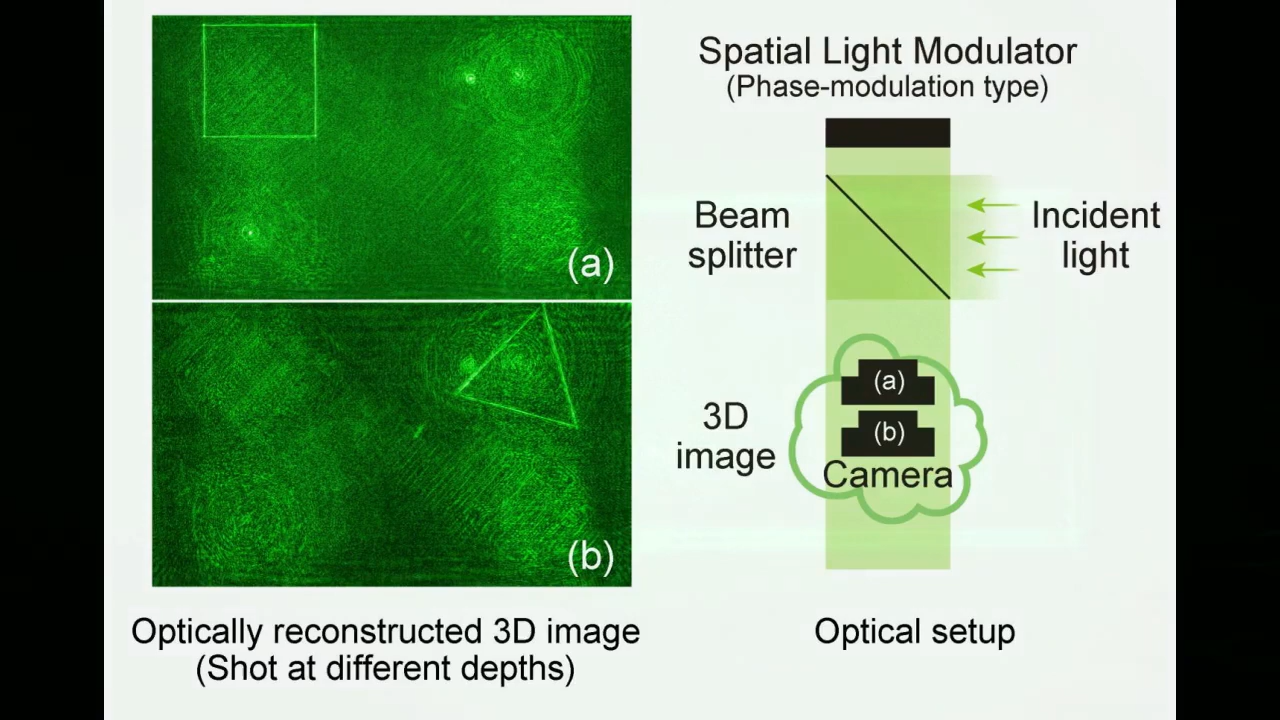 (a)
(b)
Optically reconstructed 3D image
(Shot at different depths)
Spatial Light Modulator
(Phase-modulation type)
Beam
splitter
Incident
light
3D
image
(a)
(b)
Camera
Optical setup